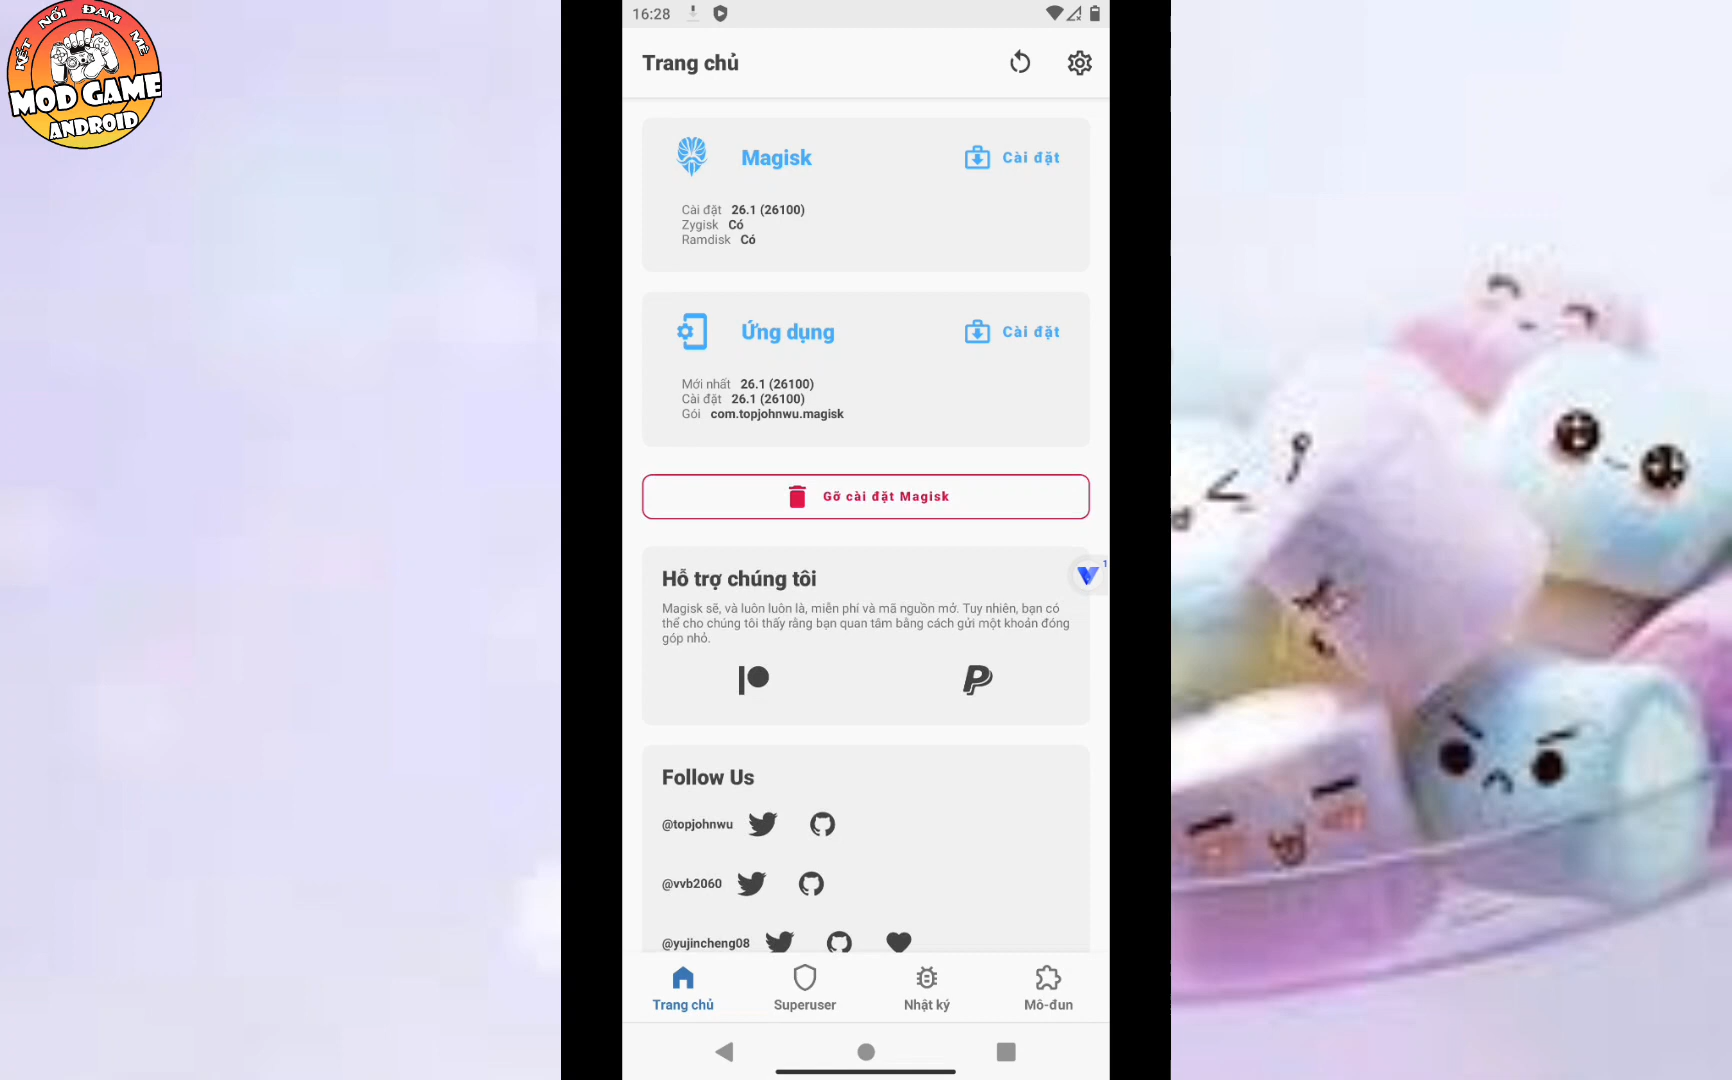 KẾT NỐI ĐAM MÊ
MOD GAME
ANDROID
16:28
Trang chủ
Magisk
Cài đặt
Cài đặt 26.1 (26100)
Zygisk Có
Ramdisk Có
Ứng dụng
Cài đặt
Mới nhất 26.1 (26100)
Cài đặt 26.1 (26100)
Gói com.topjohnwu.magisk
Gỡ cài đặt Magisk
1
Hỗ trợ chúng tôi
Magisk sẽ, và luôn luôn là, miễn phí và mã nguồn mở. Tuy nhiên, bạn có
thể cho chúng tôi thấy rằng bạn quan tâm bằng cách gửi một khoản đóng
góp nhỏ.
Follow Us
@topjohnwu
@vvb2060
@yujincheng08
Trang chủ
Superuser
Nhật ký
Mô-đun